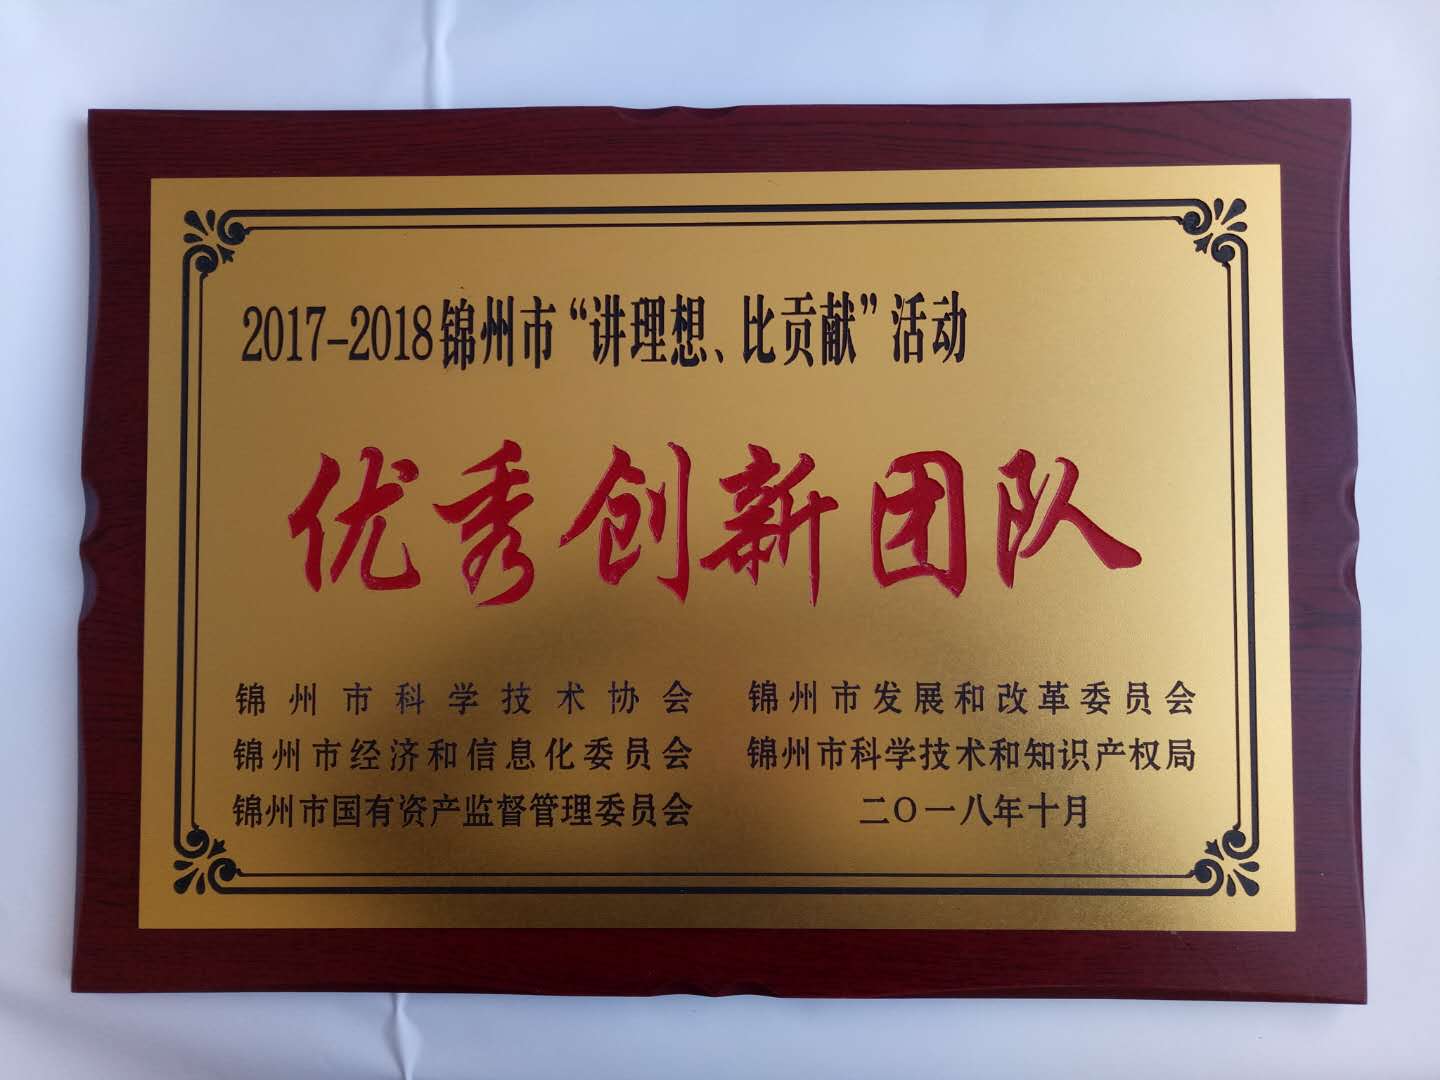 2017-2018锦州市“讲理想、比贡献”活动
优秀创新团队
锦州市科学技术协会 锦州市发展和改革委员会
锦州市经济和信息化委员会 锦州市科学技术和知识产权局
锦州市国有资产监督管理委员会 二〇一八年十月